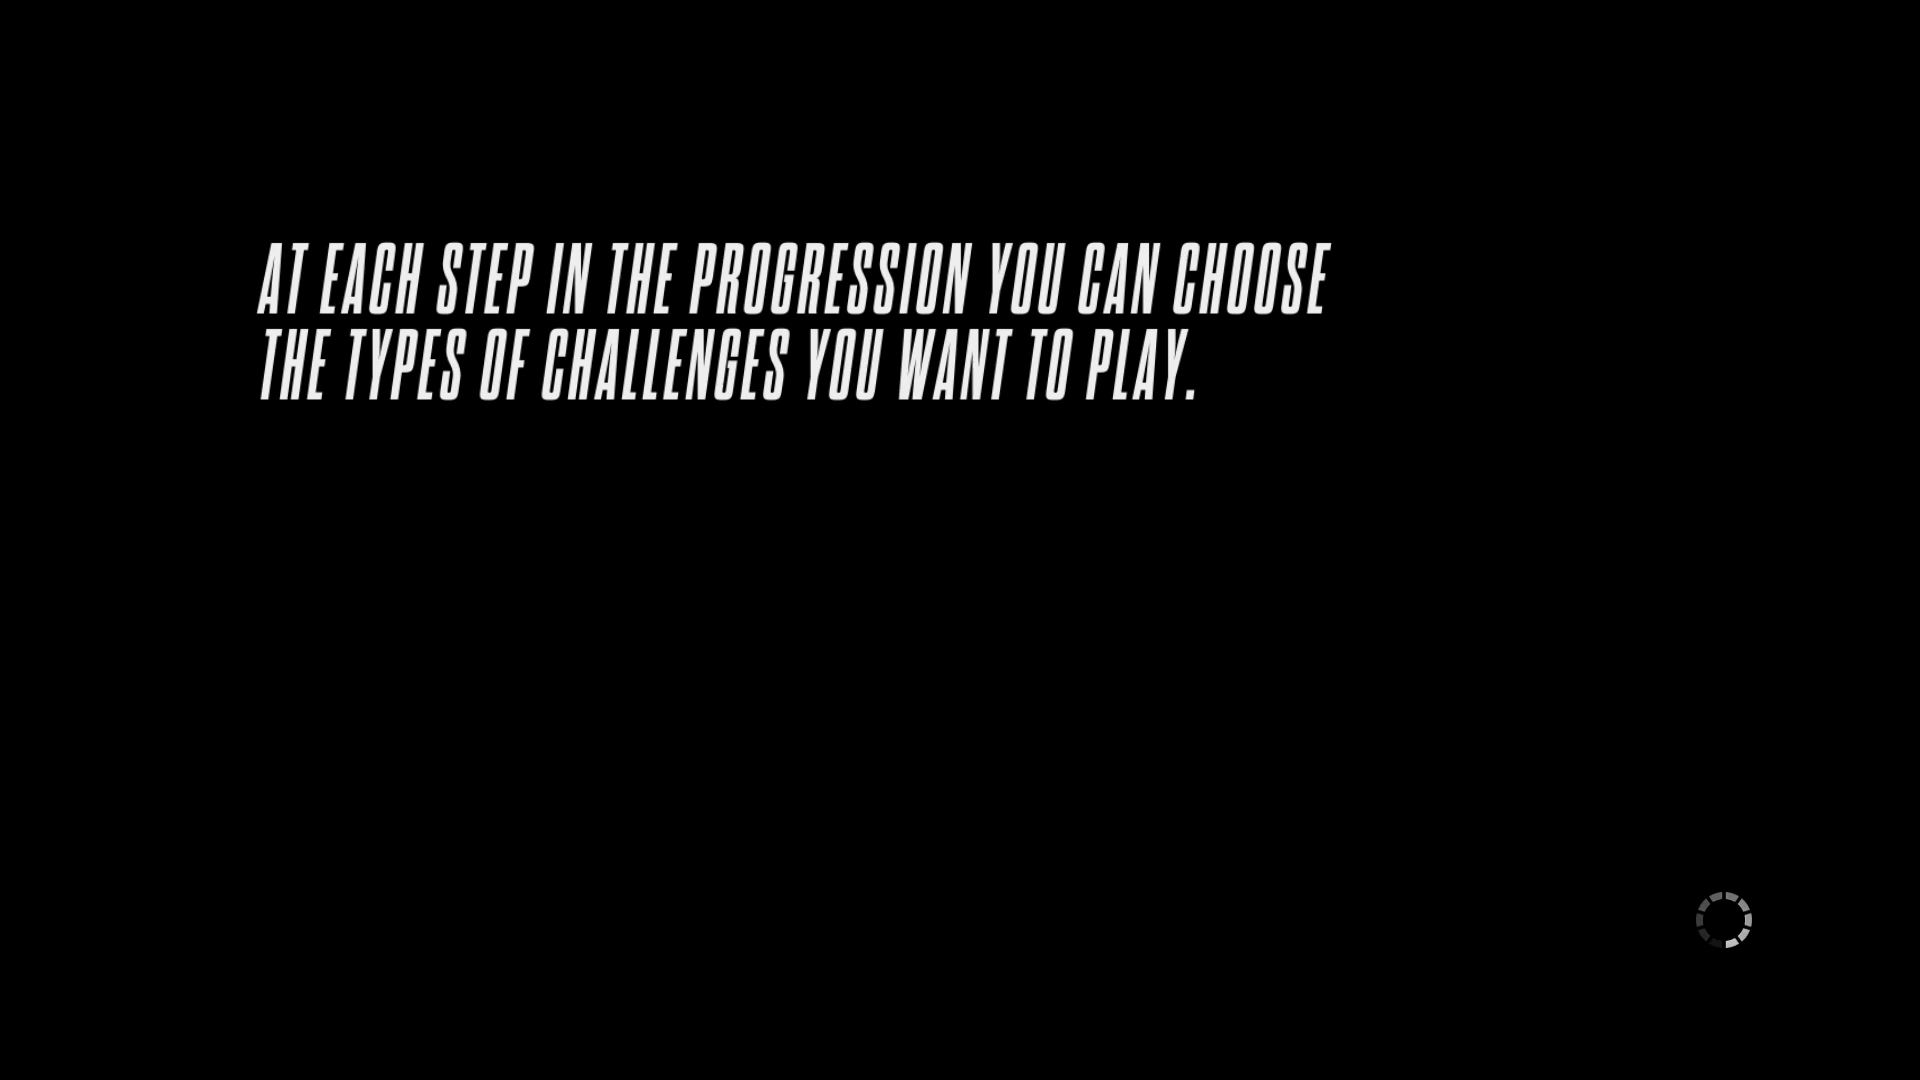 AT EACH STEP IN THE PROGRESSION YOU CAN CHOOSE
THE TYPES OF CHALLENGES YOU WANT TO PLAY.